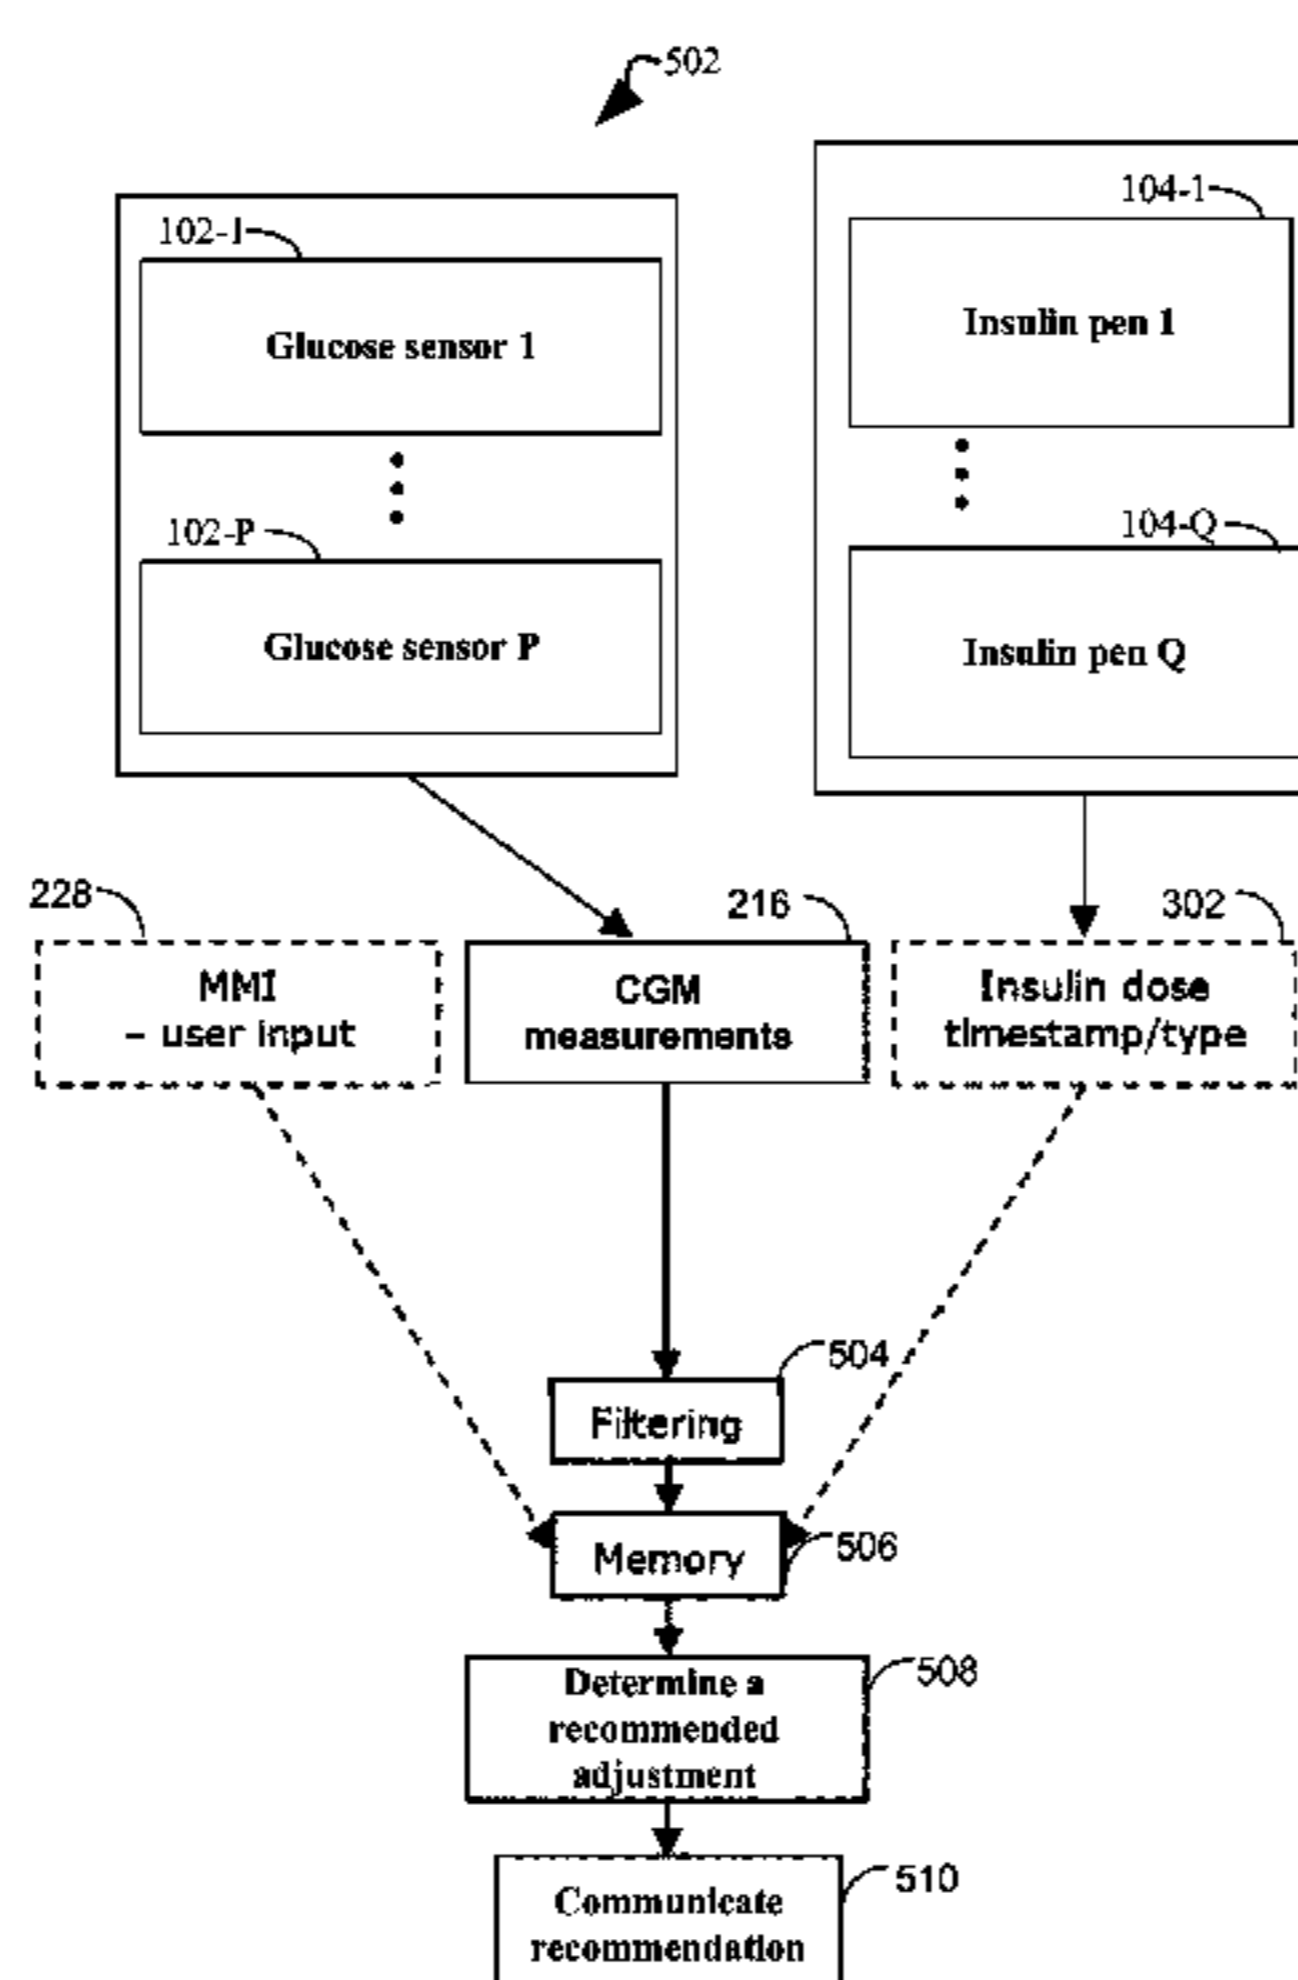 502
102-1
Glucose sensor 1
102-P
Glucose sensor P
104-1
Insulin pen 1
104-Q
Insulin pen Q
228
MMI
– user input
216
CGM
measurements
302
Insulin dose
timestamp/type
504
Filtering
506
Memory
508
Determine a
recommended
adjustment
510
Communicate
recommendation